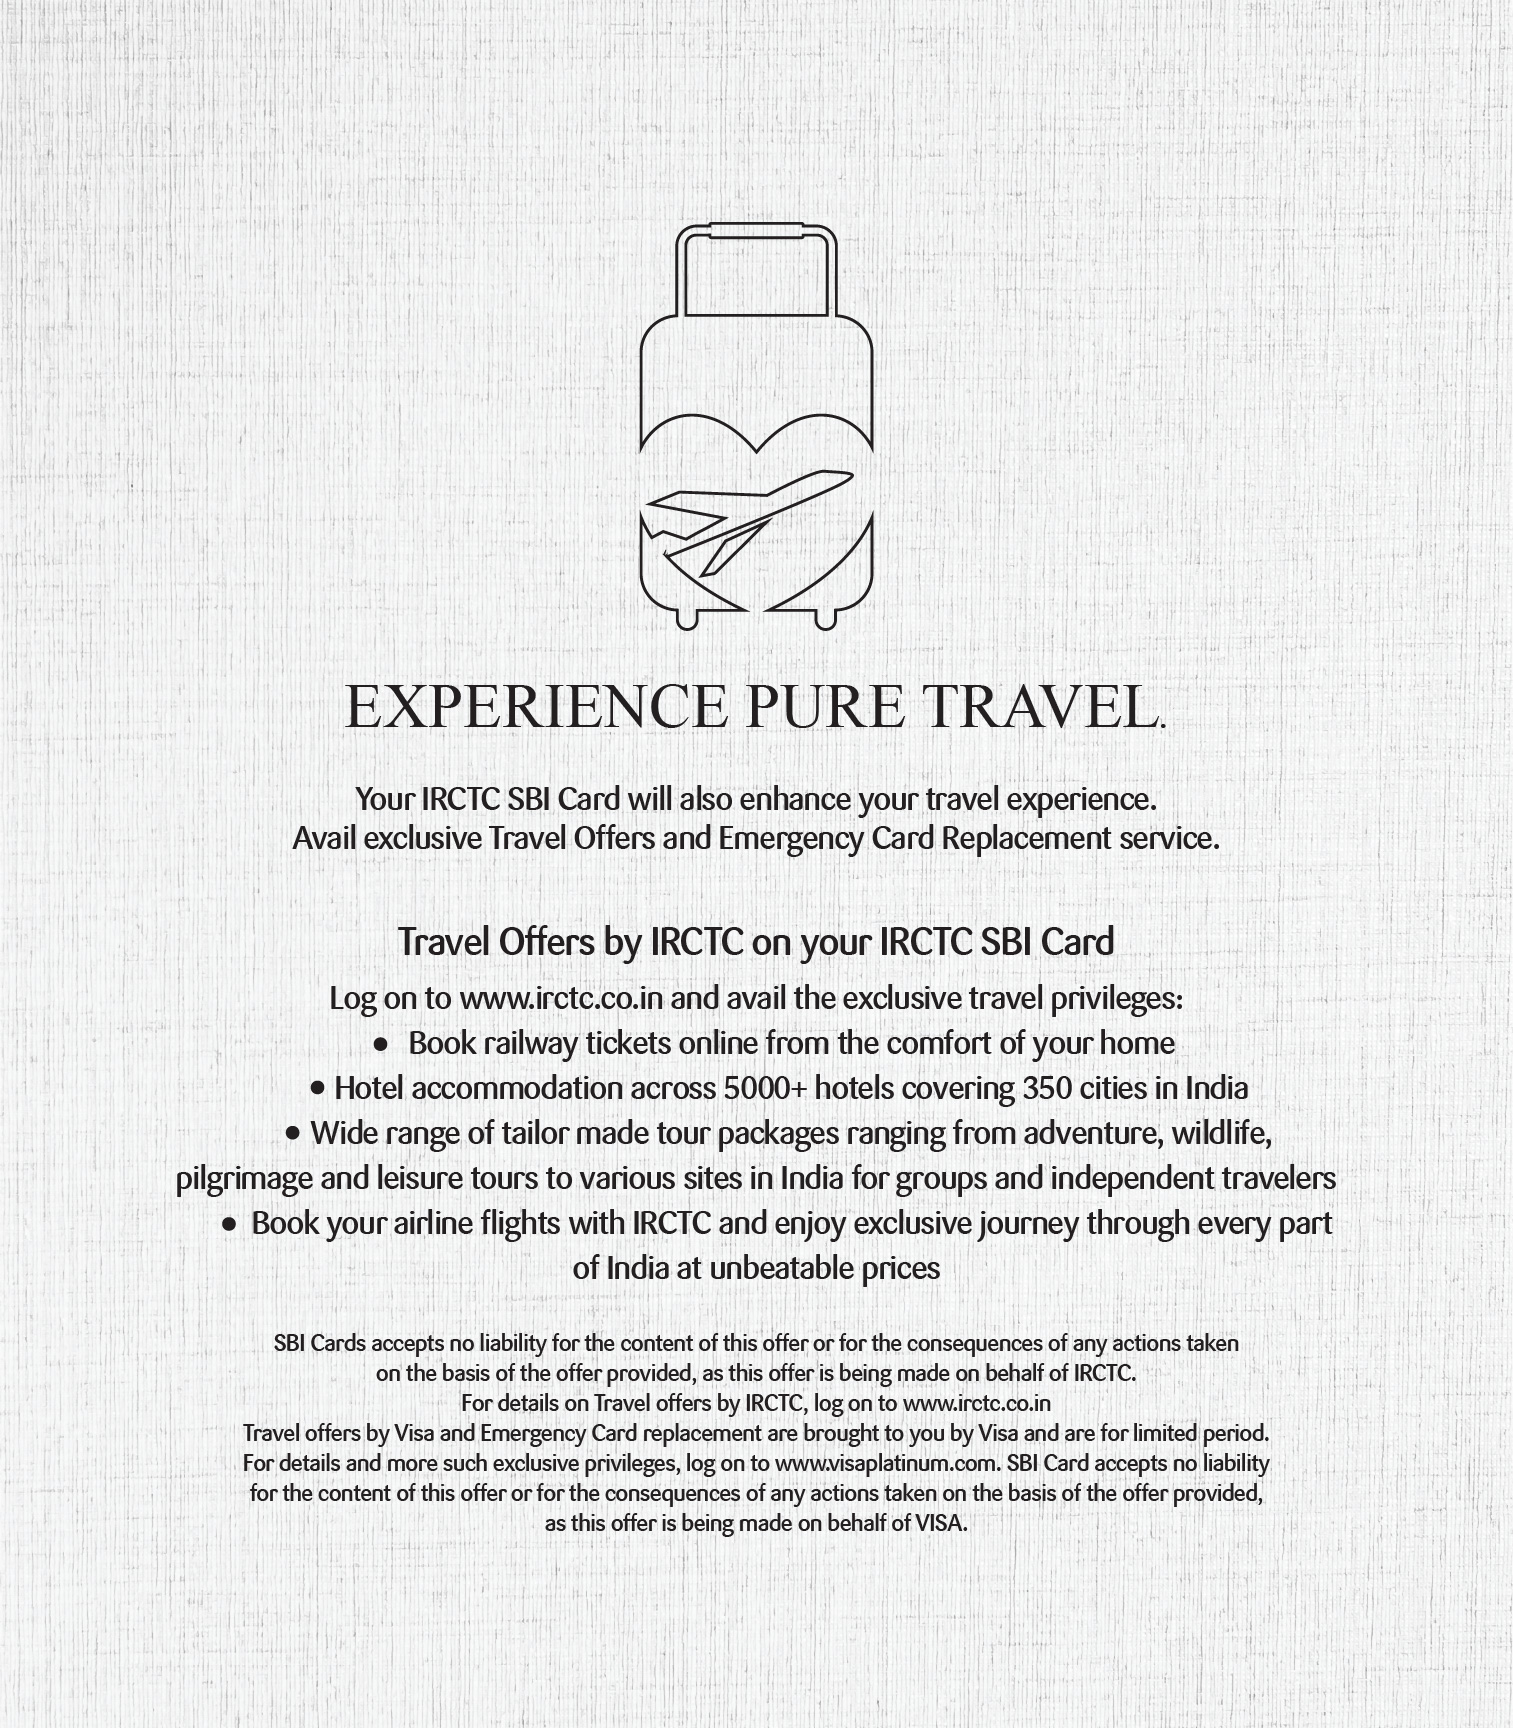 EXPERIENCE PURE TRAVEL.
Your IRCTC SBI Card will also enhance your travel experience.
Avail exclusive Travel Offers and Emergency Card Replacement service.
Travel Offers by IRCTC on your IRCTC SBI Card
Log on to www.irctc.co.in and avail the exclusive travel privileges:
• Book railway tickets online from the comfort of your home
• Hotel accommodation across 5000+ hotels covering 350 cities in India
• Wide range of tailor made tour packages ranging from adventure, wildlife,
pilgrimage and leisure tours to various sites in India for groups and independent travelers
• Book your airline flights with IRCTC and enjoy exclusive journey through every part
of India at unbeatable prices
SBI Cards accepts no liability for the content of this offer or for the consequences of any actions taken
on the basis of the offer provided, as this offer is being made on behalf of IRCTC.
For details on Travel offers by IRCTC, log on to www.irctc.co.in
Travel offers by Visa and Emergency Card replacement are brought to you by Visa and are for limited period.
For details and more such exclusive privileges, log on to www.visaplatinum.com. SBI Card accepts no liability
for the content of this offer or for the consequences of any actions taken on the basis of the offer provided,
as this offer is being made on behalf of VISA.